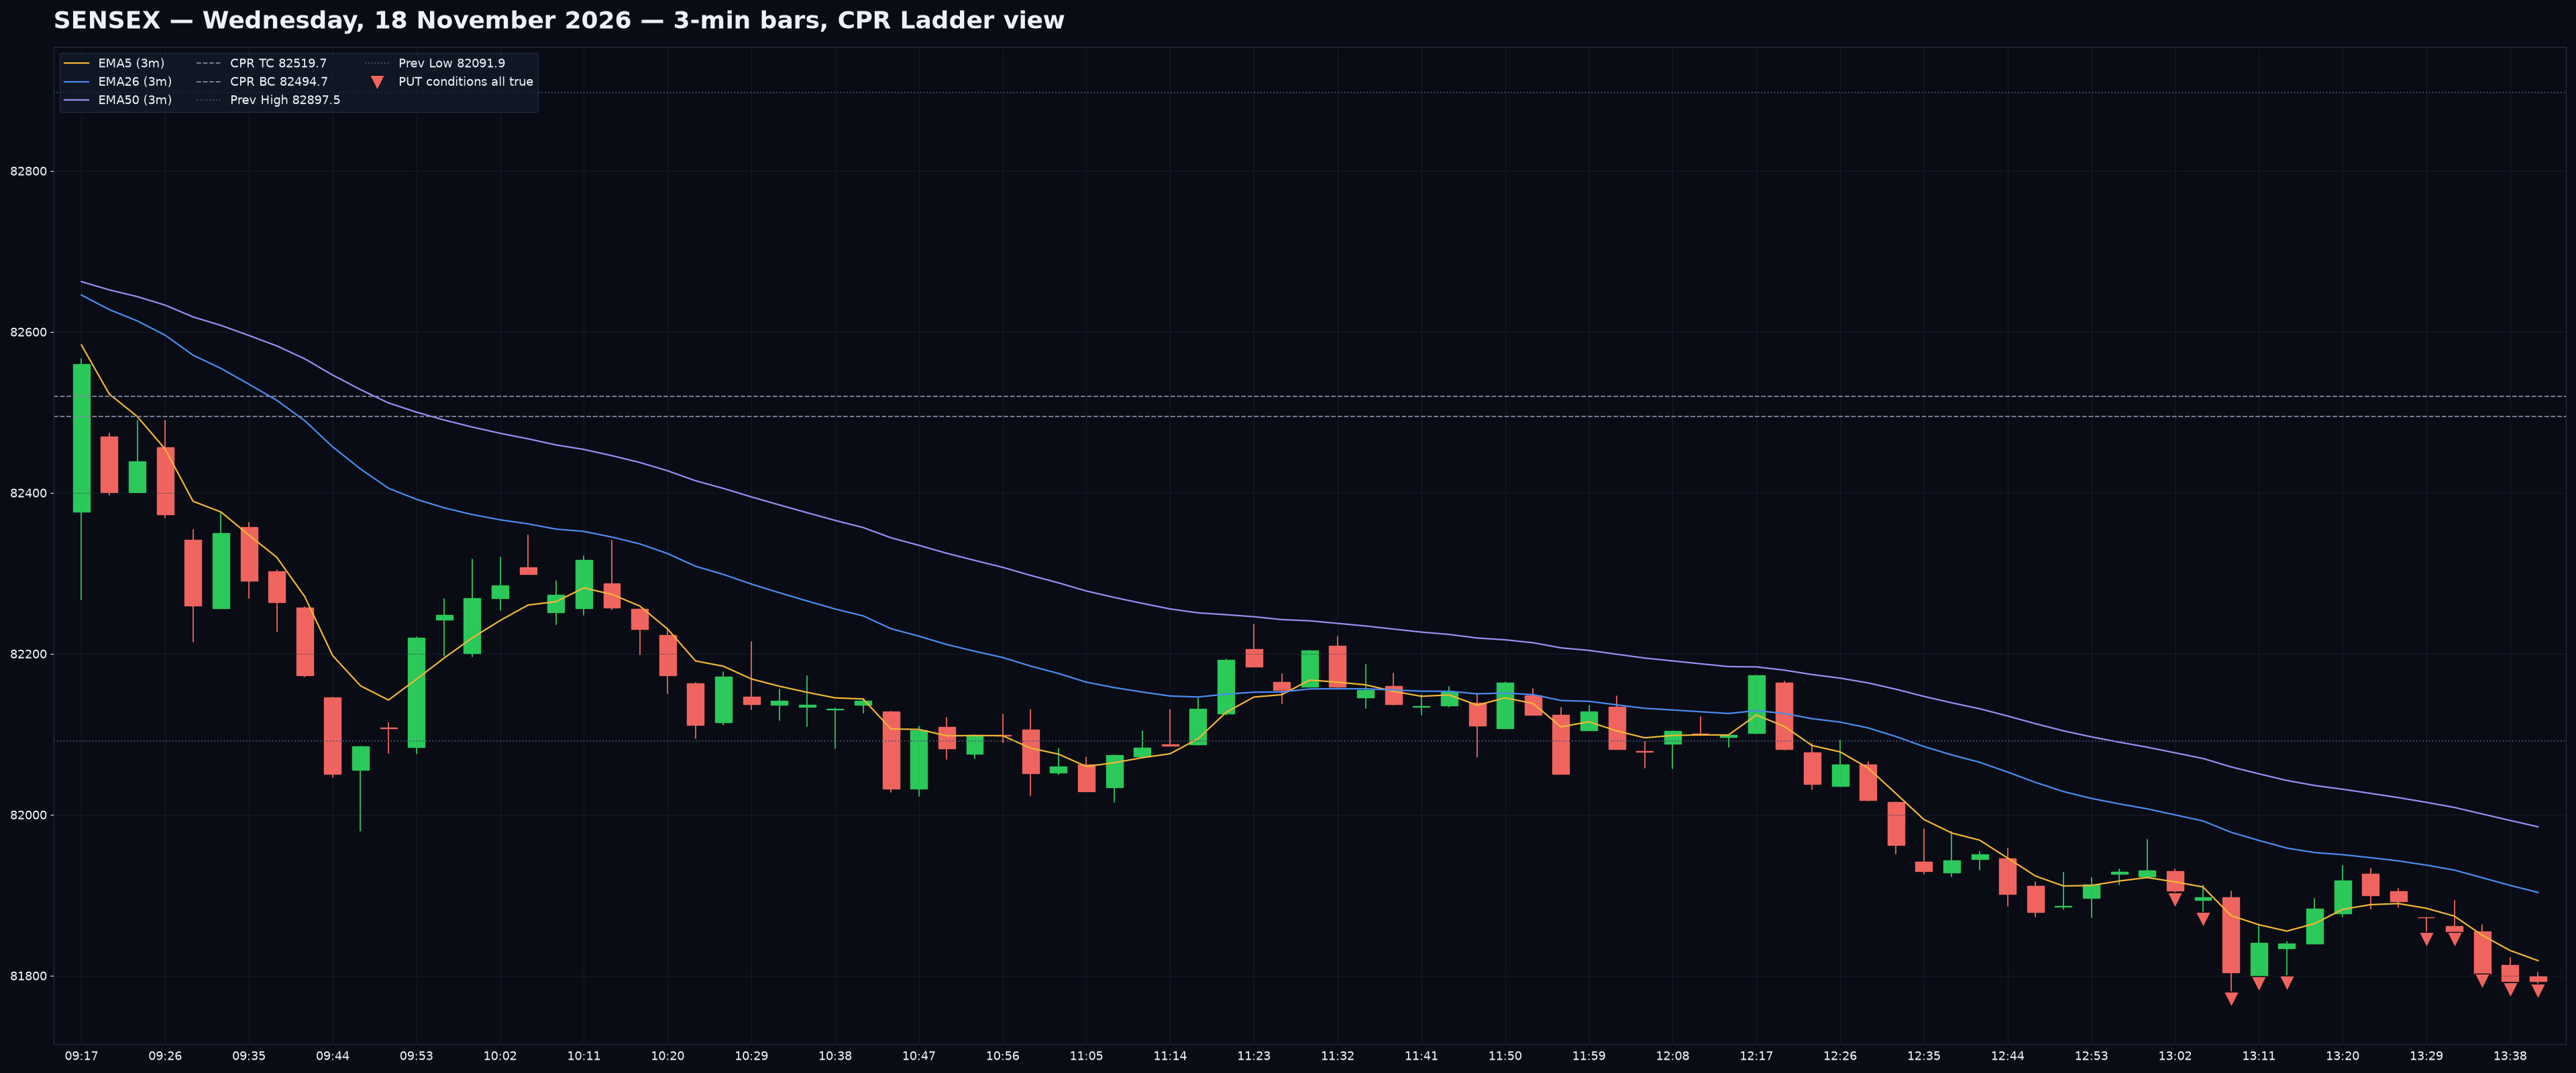 SENSEX — Wednesday, 18 November 2026 — 3-min bars, CPR Ladder view
EMA5 (3m)
EMA26 (3m)
EMA50 (3m)
CPR TC 82519.7
CPR BC 82494.7
Prev High 82897.5
Prev Low 82091.9
PUT conditions all true
82800
82600
82400
82200
82000
81800
09:17 09:26 09:35 09:44 09:53 10:02 10:11 10:20 10:29 10:38 10:47 10:56 11:05 11:14 11:23 11:32 11:41 11:50 11:59 12:08 12:17 12:26 12:35 12:44 12:53 13:02 13:11 13:20 13:29 13:38